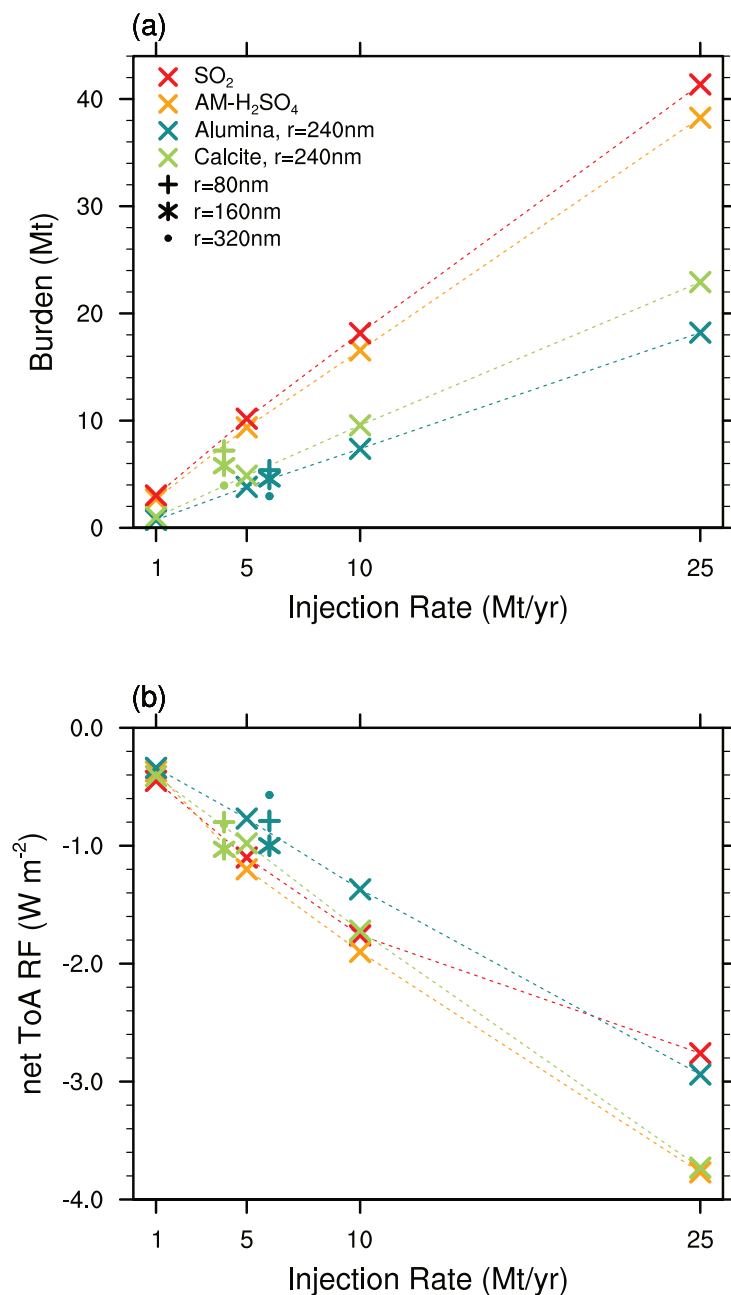 (a)
40
30
20
10
0
Burden (Mt)
SO₂
AM-H₂SO₄
Alumina, r=240nm
Calcite, r=240nm
r=80nm
r=160nm
r=320nm
1 5 10 25
Injection Rate (Mt/yr)
(b)
0.0
-1.0
-2.0
-3.0
-4.0
net ToA RF (W m⁻²)
1 5 10 25
Injection Rate (Mt/yr)